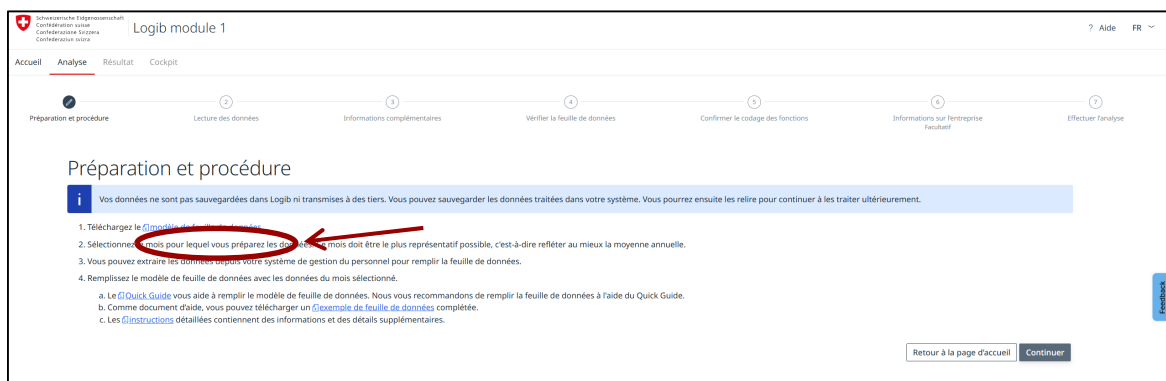 Schweizerische Eidgenossenschaft
Confédération suisse
Confederazione Svizzera
Confederaziun svizra
Logib module 1
? Aide FR
Accueil Analyse Résultat Cockpit
2 3 4 5 6 7
Préparation et procédure Lecture des données Informations complémentaires Vérifier la feuille de données Confirmer le codage des fonctions Informations sur l'entreprise Effectuer l'analyse
Facultatif
Préparation et procédure
i Vos données ne sont pas sauvegardées dans Logib ni transmises à des tiers. Vous pouvez sauvegarder les données traitées dans votre système. Vous pourrez ensuite les relire pour continuer à les traiter ultérieurement.
1. Téléchargez le modèle de feuille de données
2. Sélectionnez mois pour lequel vous préparez les données. mois doit être le plus représentatif possible, c'est-à-dire refléter au mieux la moyenne annuelle.
3. Vous pouvez extraire les données depuis votre système de gestion du personnel pour remplir la feuille de données.
4. Remplissez le modèle de feuille de données avec les données du mois sélectionné.
a. Le Quick Guide vous aide à remplir le modèle de feuille de données. Nous vous recommandons de remplir la feuille de données à l'aide du Quick Guide.
b. Comme document d'aide, vous pouvez télécharger un exemple de feuille de données complétée.
c. Les instructions détaillées contiennent des informations et des détails supplémentaires.
Feedback
Retour à la page d'accueil Continuer